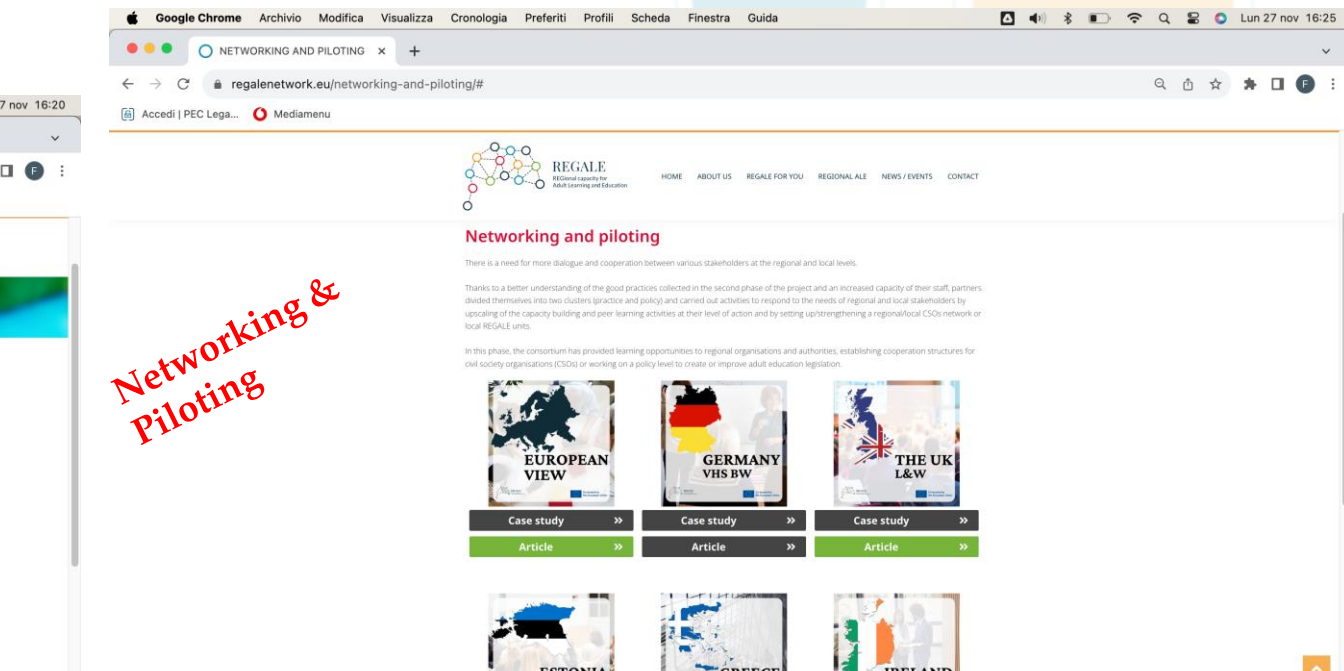 7 nov 16:20
F
Google Chrome Archivio Modifica Visualizza Cronologia Preferiti Profili Scheda Finestra Guida
Lun 27 nov 16:25
NETWORKING AND PILOTING
regalenetwork.eu/networking-and-piloting/#
F
Accedi | PEC Lega... Mediamenu
REGALE
REGional capacity for
Adult Learning and Education
HOME ABOUT US REGALE FOR YOU REGIONAL ALE NEWS / EVENTS CONTACT
Networking and piloting
There is a need for more dialogue and cooperation between various stakeholders at the regional and local levels.
Thanks to a better understanding of the good practices collected in the second phase of the project and an increased capacity of their staff, partners
divided themselves into two clusters (practice and policy) and carried out activities to respond to the needs of regional and local stakeholders by
upscaling of the capacity building and peer learning activities at their level of action and by setting up/strengthening a regional/local CSOs network or
local REGALE units.
In this phase, the consortium has provided learning opportunities to regional organisations and authorities, establishing cooperation structures for
civil society organisations (CSOs) or working on a policy level to create or improve adult education legislation.
Networking &
Piloting
EUROPEAN
VIEW
GERMANY
VHS BW
THE UK
L&W
Case study
Case study
Case study
Article
Article
Article
ESTONIA
GREECE
IRELAND